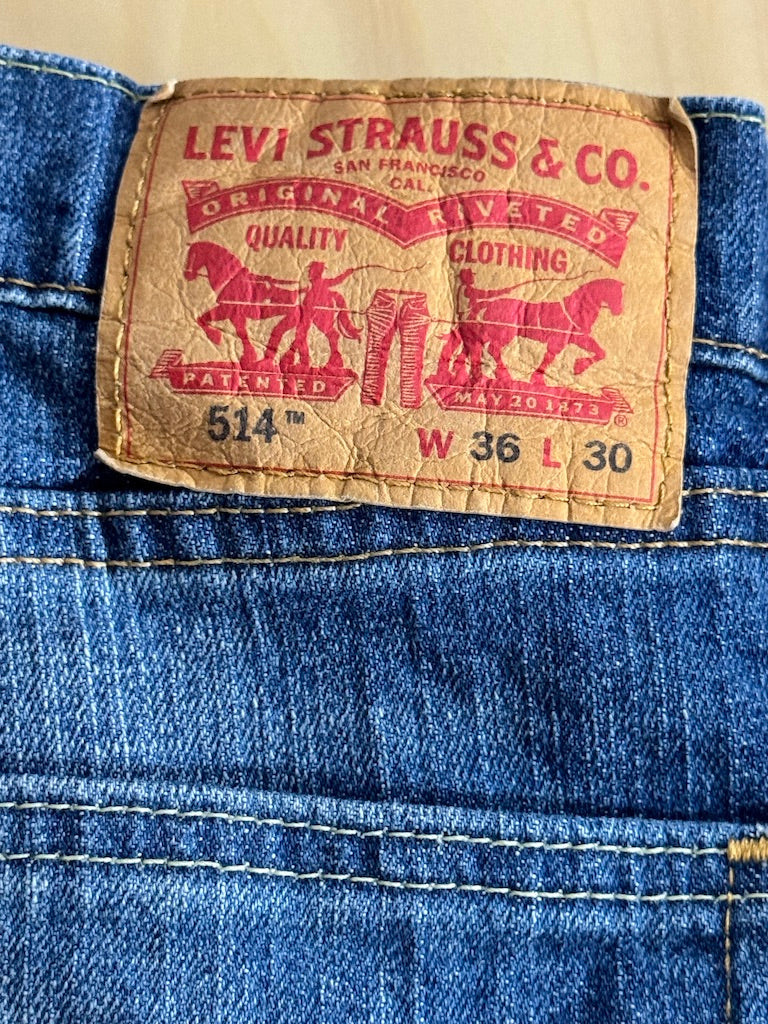 LEVI STRAUSS & CO.
SAN FRANCISCO
CAL.
ORIGINAL RIVETED
QUALITY CLOTHING
PATENTED MAY 20 1873 ®
514™ W 36 L 30